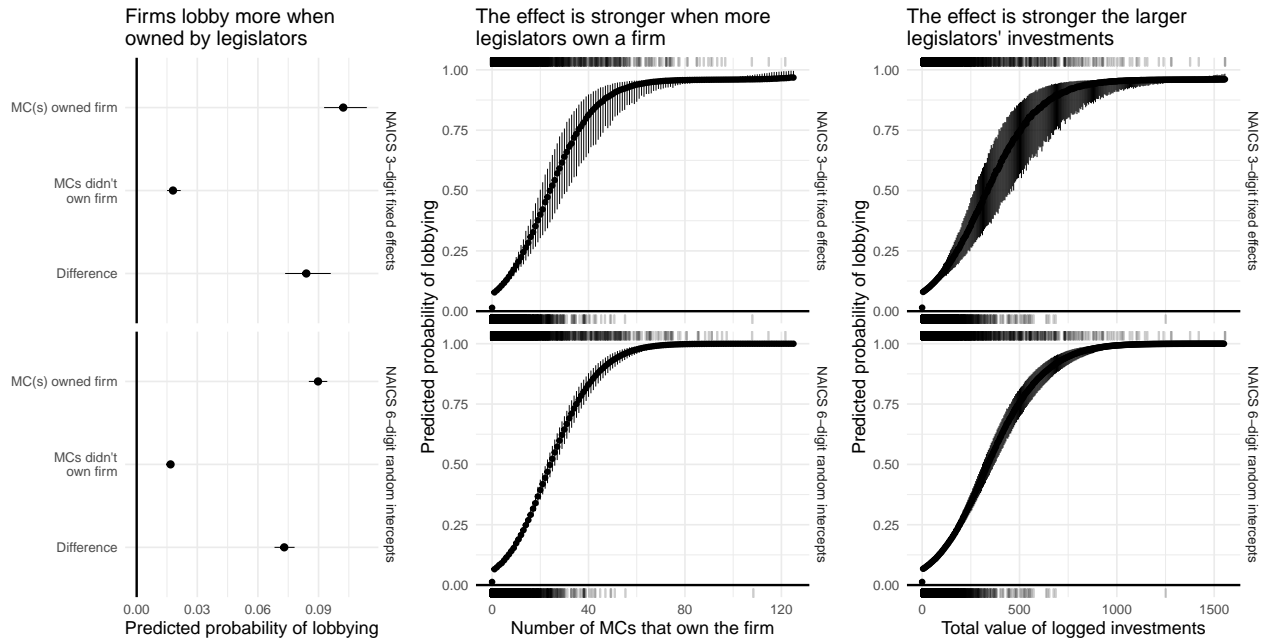 Firms lobby more when
owned by legislators
MC(s) owned firm
MCs didn't
own firm
Difference
NAICS 3−digit fixed effects
MC(s) owned firm
MCs didn't
own firm
Difference
NAICS 6−digit random intercepts
0.00 0.03 0.06 0.09
Predicted probability of lobbying
The effect is stronger when more
legislators own a firm
Predicted probability of lobbying
1.00
0.75
0.50
0.25
0.00
NAICS 3−digit fixed effects
1.00
0.75
0.50
0.25
0.00
NAICS 6−digit random intercepts
0 40 80 120
Number of MCs that own the firm
The effect is stronger the larger
legislators' investments
Predicted probability of lobbying
1.00
0.75
0.50
0.25
0.00
NAICS 3−digit fixed effects
1.00
0.75
0.50
0.25
0.00
NAICS 6−digit random intercepts
0 500 1000 1500
Total value of logged investments